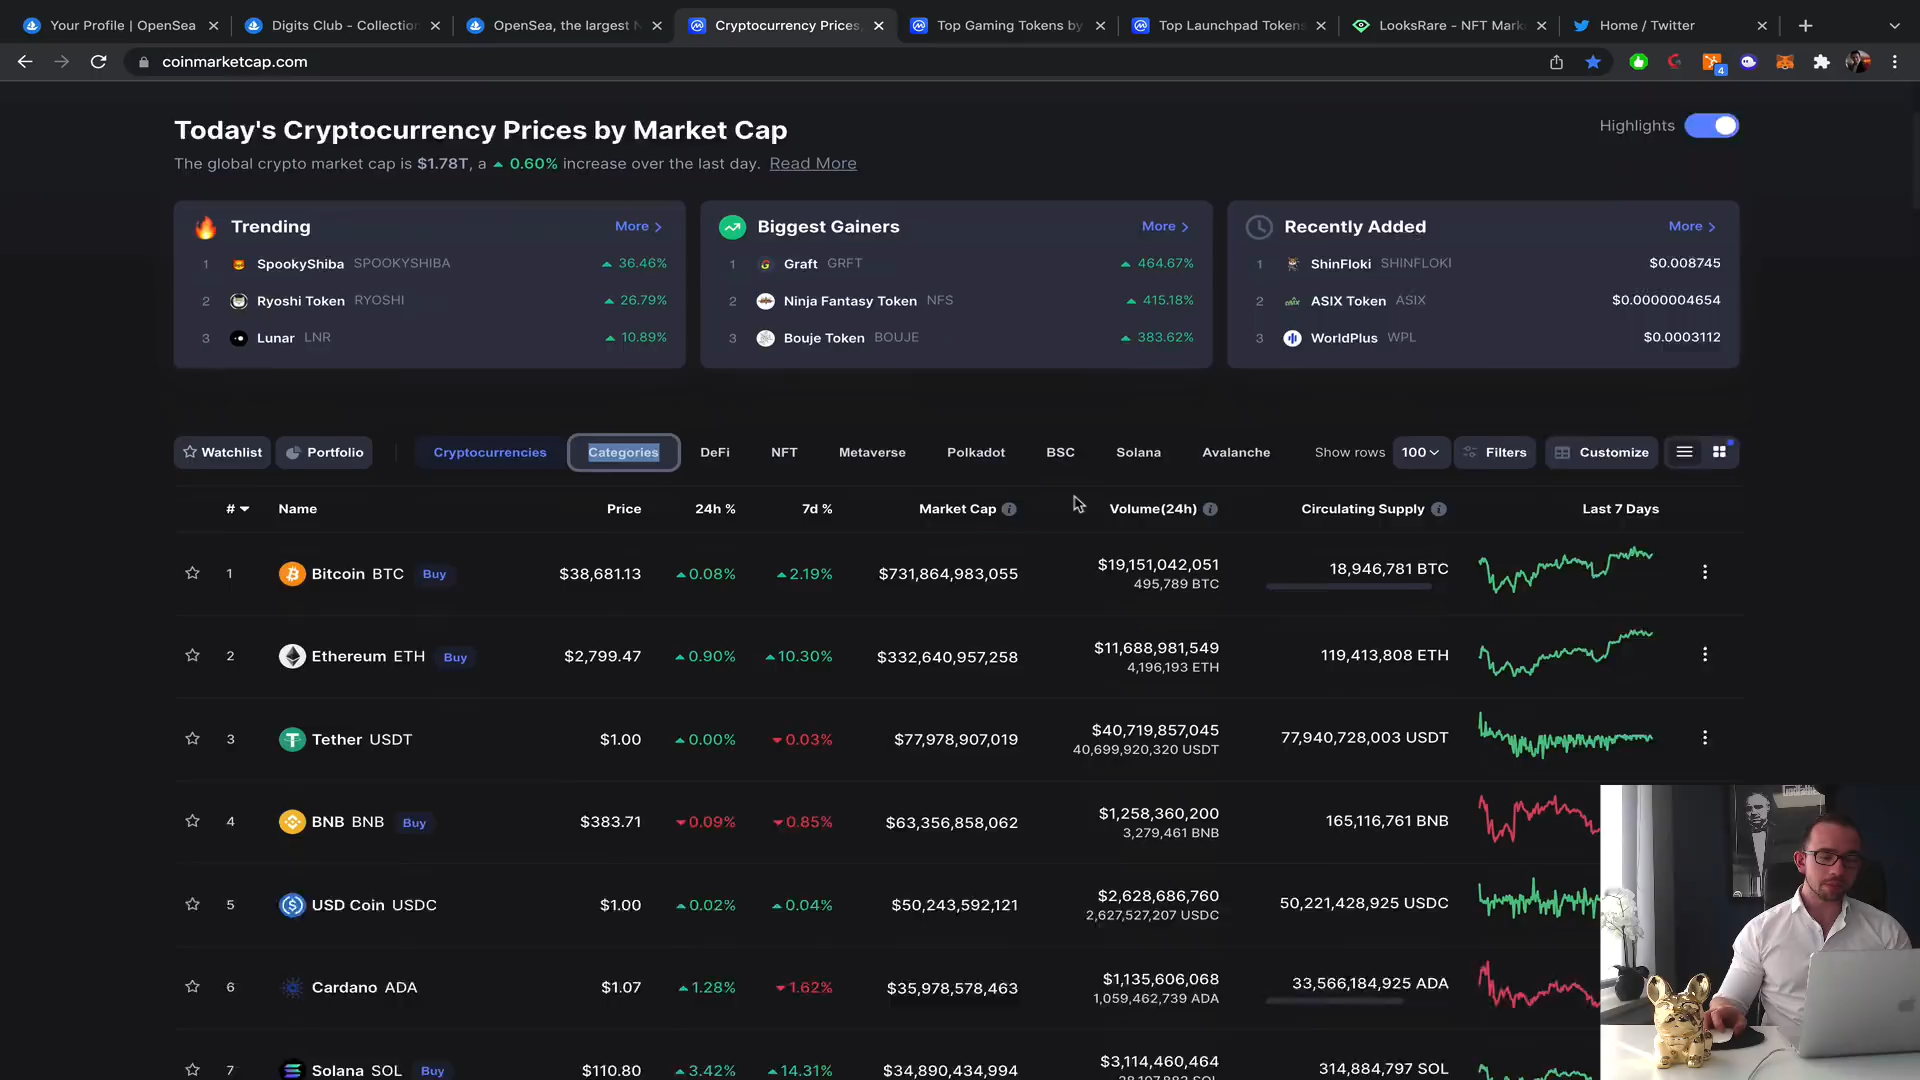 Your Profile | OpenSea
Digits Club - Collection
OpenSea, the largest N
Cryptocurrency Prices,
Top Gaming Tokens by
Top Launchpad Tokens
LooksRare - NFT Mark
Home / Twitter
coinmarketcap.com
4
Today's Cryptocurrency Prices by Market Cap
Highlights
The global crypto market cap is $1.78T, a 0.60% increase over the last day. Read More
Trending More >
1 SpookyShiba SPOOKYSHIBA 36.46%
2 Ryoshi Token RYOSHI 26.79%
3 Lunar LNR 10.89%
Biggest Gainers More >
1 Graft GRFT 464.67%
2 Ninja Fantasy Token NFS 415.18%
3 Bouje Token BOUJE 383.62%
Recently Added More >
1 ShinFloki SHINFLOKI $0.008745
2 ASIX Token ASIX $0.0000004654
3 WorldPlus WPL $0.0003112
Watchlist Portfolio Cryptocurrencies Categories DeFi NFT Metaverse Polkadot BSC Solana Avalanche Show rows 100 Filters Customize
# Name Price 24h % 7d % Market Cap Volume(24h) Circulating Supply Last 7 Days
1 Bitcoin BTC Buy $38,681.13 0.08% 2.19% $731,864,983,055 $19,151,042,051 18,946,781 BTC
495,789 BTC
2 Ethereum ETH Buy $2,799.47 0.90% 10.30% $332,640,957,258 $11,688,981,549 119,413,808 ETH
4,196,193 ETH
3 Tether USDT $1.00 0.00% 0.03% $77,978,907,019 $40,719,857,045 77,940,728,003 USDT
40,699,920,320 USDT
4 BNB BNB Buy $383.71 0.09% 0.85% $63,356,858,062 $1,258,360,200 165,116,761 BNB
3,279,461 BNB
5 USD Coin USDC $1.00 0.02% 0.04% $50,243,592,121 $2,628,686,760 50,221,428,925 USDC
2,627,527,207 USDC
6 Cardano ADA $1.07 1.28% 1.62% $35,978,578,463 $1,135,606,068 33,566,184,925 ADA
1,059,462,739 ADA
7 Solana SOL Buy $110.80 3.42% 14.31% $34,890,434,994 $3,114,460,464 314,884,797 SOL